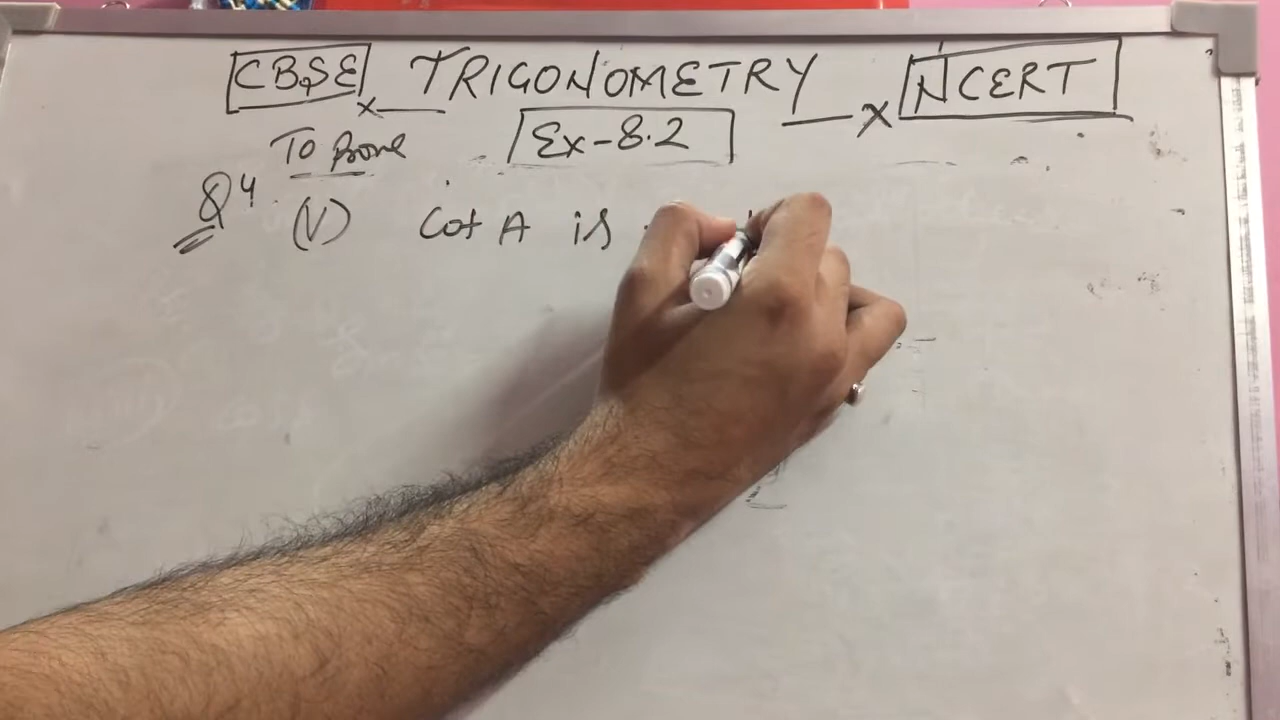 CBSE TRIGONOMETRY NCERT
To Prove Ex-8.2
Q4. (V) Cot A is